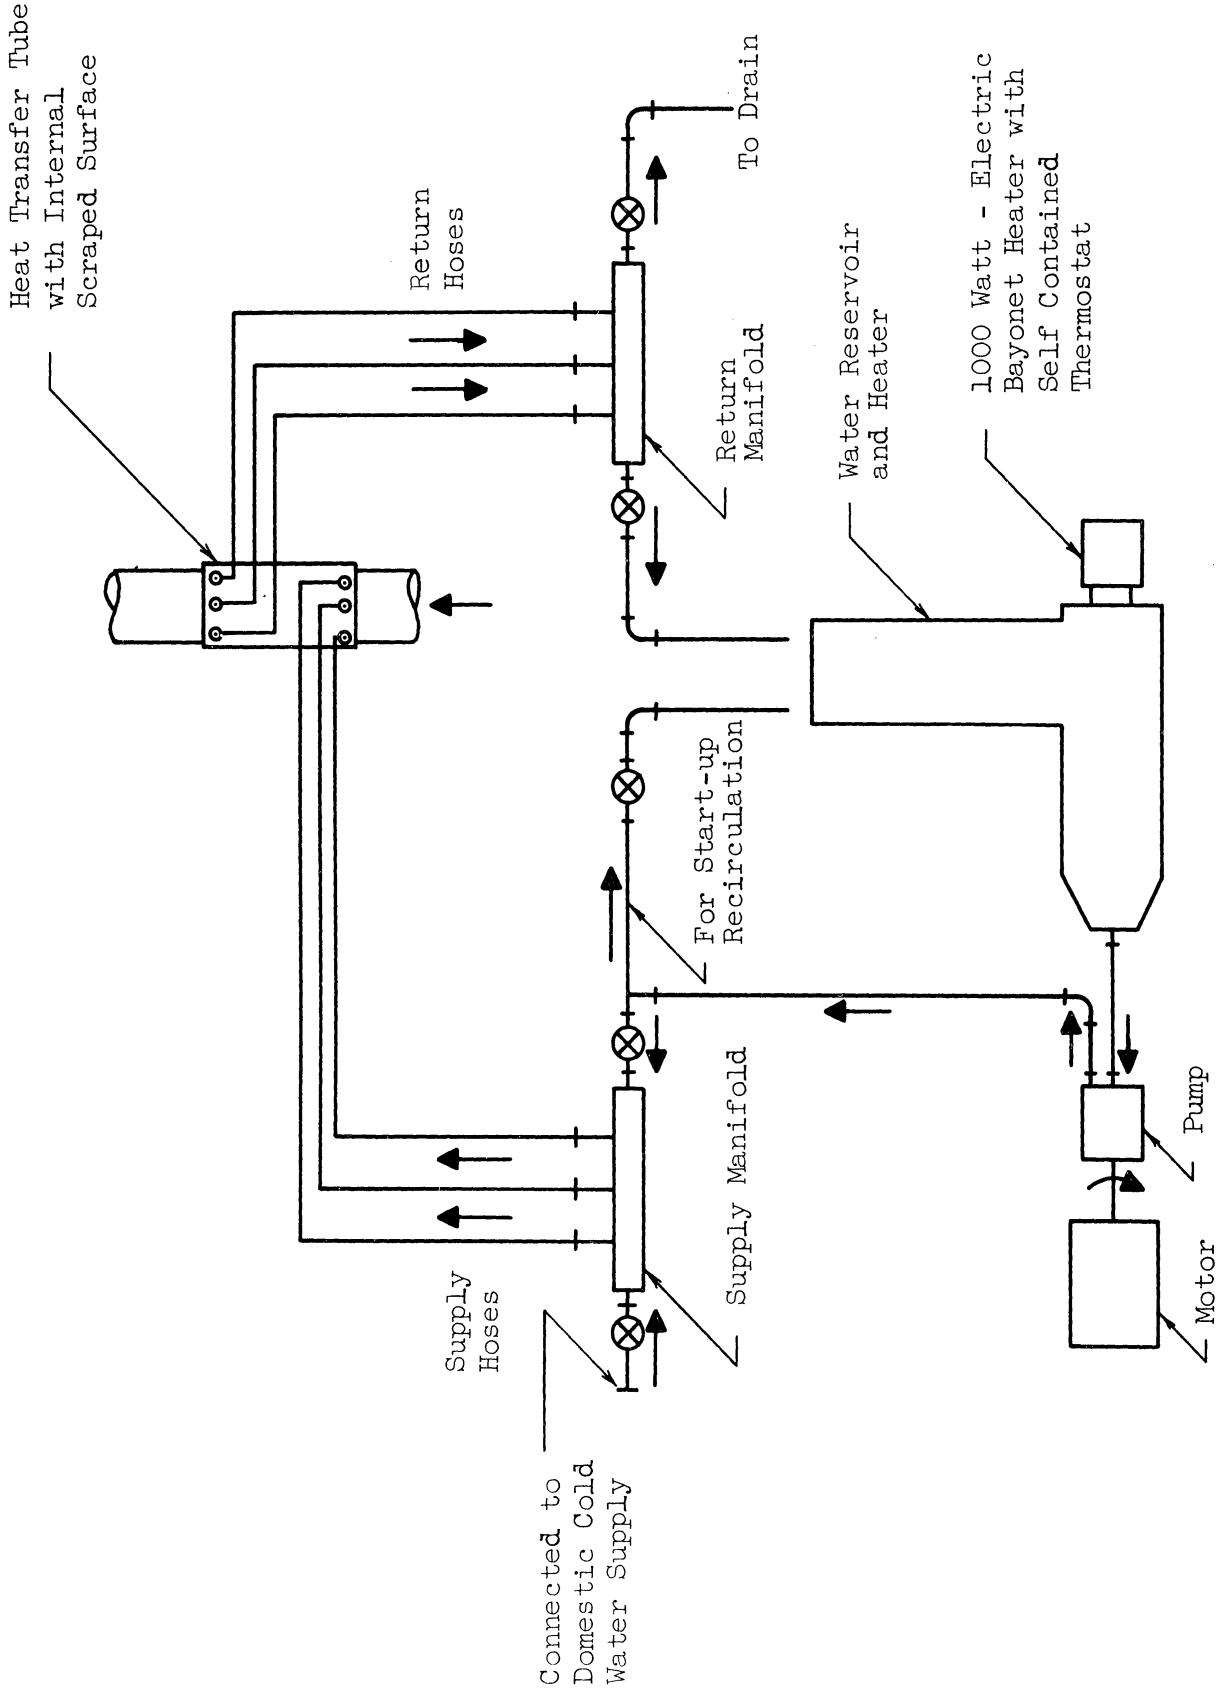 Heat Transfer Tube
with Internal
Scraped Surface
Return
Hoses
To Drain
Return
Manifold
Water Reservoir
and Heater
1000 Watt - Electric
Bayonet Heater with
Self Contained
Thermostat
For Start-up
Recirculation
Supply
Hoses
Supply Manifold
Connected to
Domestic Cold
Water Supply
Pump
Motor